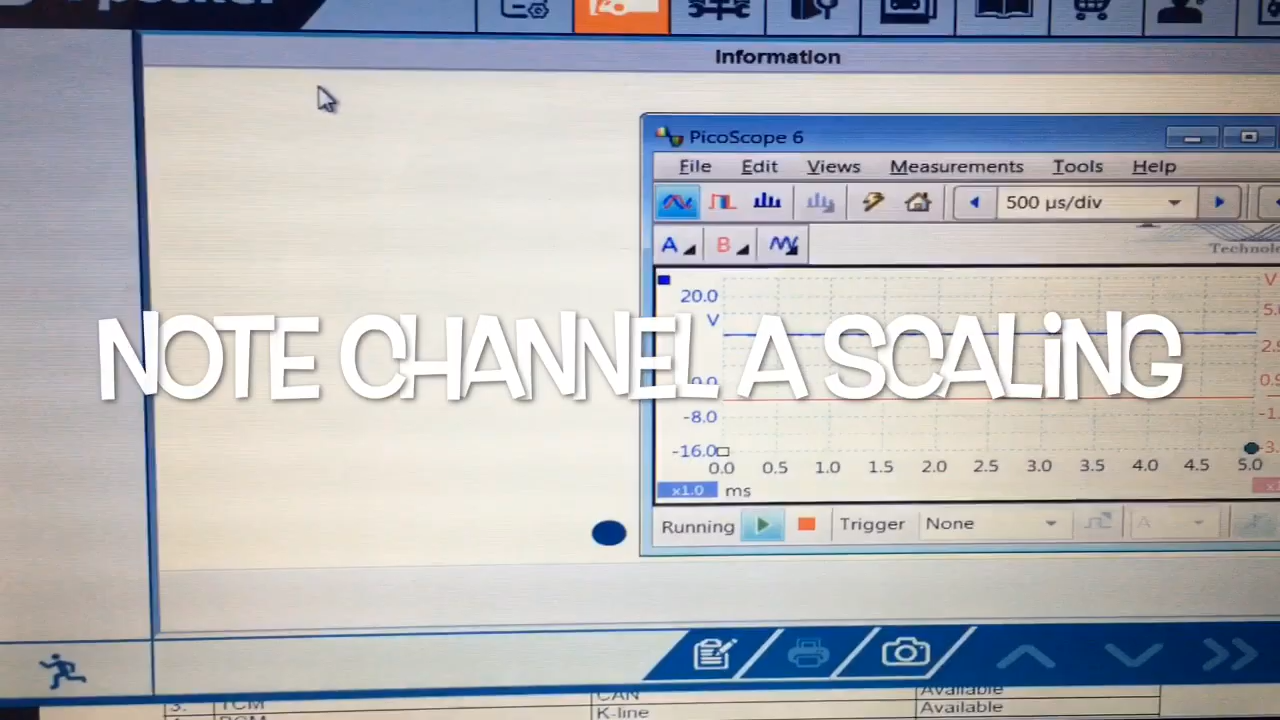 Information
PicoScope 6
File Edit Views Measurements Tools Help
500 µs/div
A B
20.0
V
V
NOTE CHANNEL A SCALiNG
-8.0
-16.0
0.0 0.5 1.0 1.5 2.0 2.5 3.0 3.5 4.0 4.5 5.0
x1.0 ms
Running Trigger None A
CAN Available
K-line Available